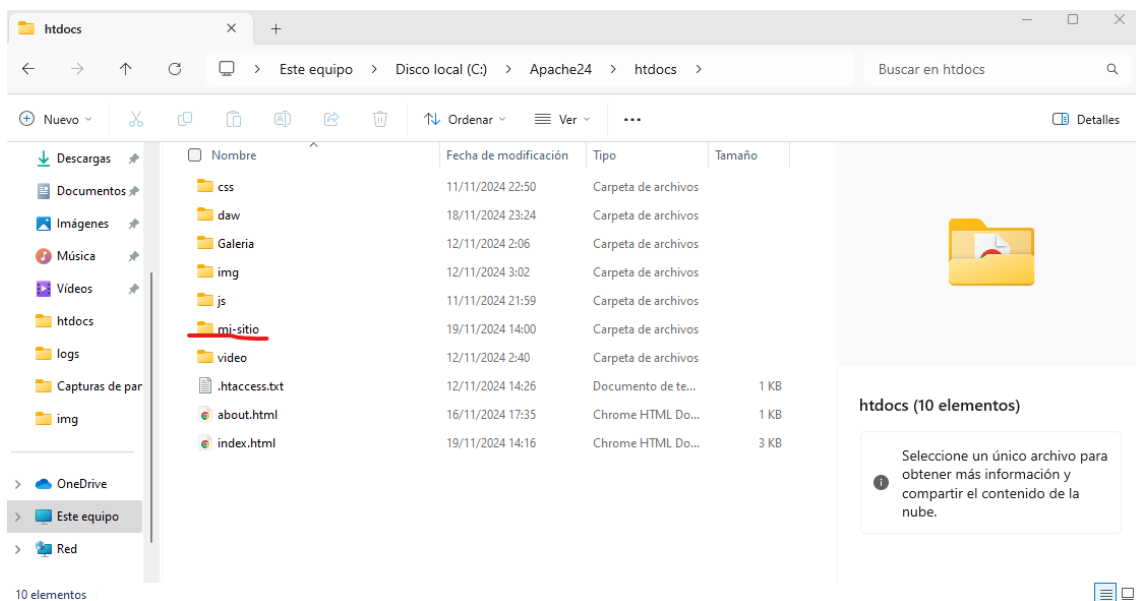 htdocs
Este equipo > Disco local (C:) > Apache24 > htdocs >
Buscar en htdocs
Nuevo
Ordenar
Ver
Detalles
Descargas
Documentos
Imágenes
Música
Vídeos
htdocs
logs
Capturas de par
img
OneDrive
Este equipo
Red
Nombre Fecha de modificación Tipo Tamaño
css 11/11/2024 22:50 Carpeta de archivos
daw 18/11/2024 23:24 Carpeta de archivos
Galeria 12/11/2024 2:06 Carpeta de archivos
img 12/11/2024 3:02 Carpeta de archivos
js 11/11/2024 21:59 Carpeta de archivos
mi-sitio 19/11/2024 14:00 Carpeta de archivos
video 12/11/2024 2:40 Carpeta de archivos
.htaccess.txt 12/11/2024 14:26 Documento de te... 1 KB
about.html 16/11/2024 17:35 Chrome HTML Do... 1 KB
index.html 19/11/2024 14:16 Chrome HTML Do... 3 KB
htdocs (10 elementos)
Seleccione un único archivo para
obtener más información y
compartir el contenido de la
nube.
10 elementos